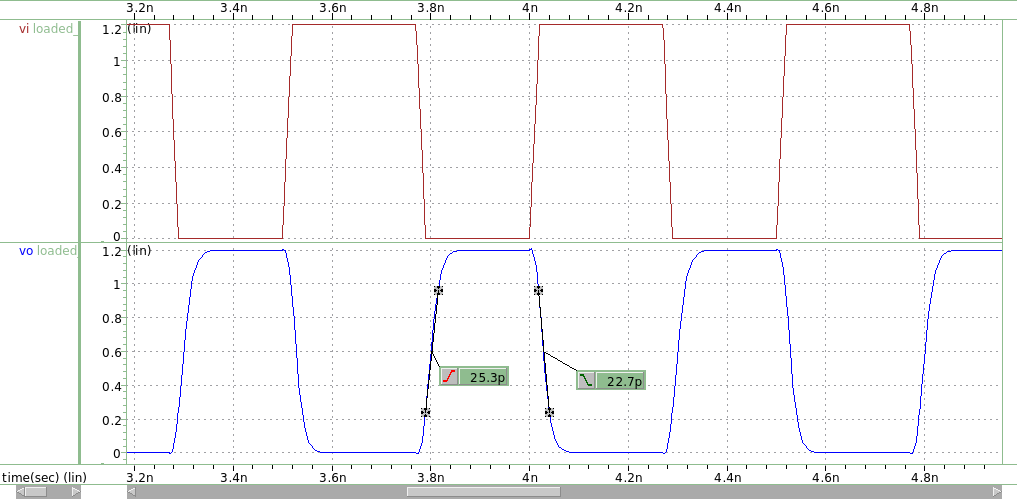 3.2n 3.4n 3.6n 3.8n 4n 4.2n 4.4n 4.6n 4.8n
vi loaded_ 1.2 (lin)
1
0.8
0.6
0.4
0.2
0
vo loaded 1.2 (lin)
1
0.8
0.6
0.4 25.3p 22.7p
0.2
0
time(sec) (lin) 3.2n 3.4n 3.6n 3.8n 4n 4.2n 4.4n 4.6n 4.8n